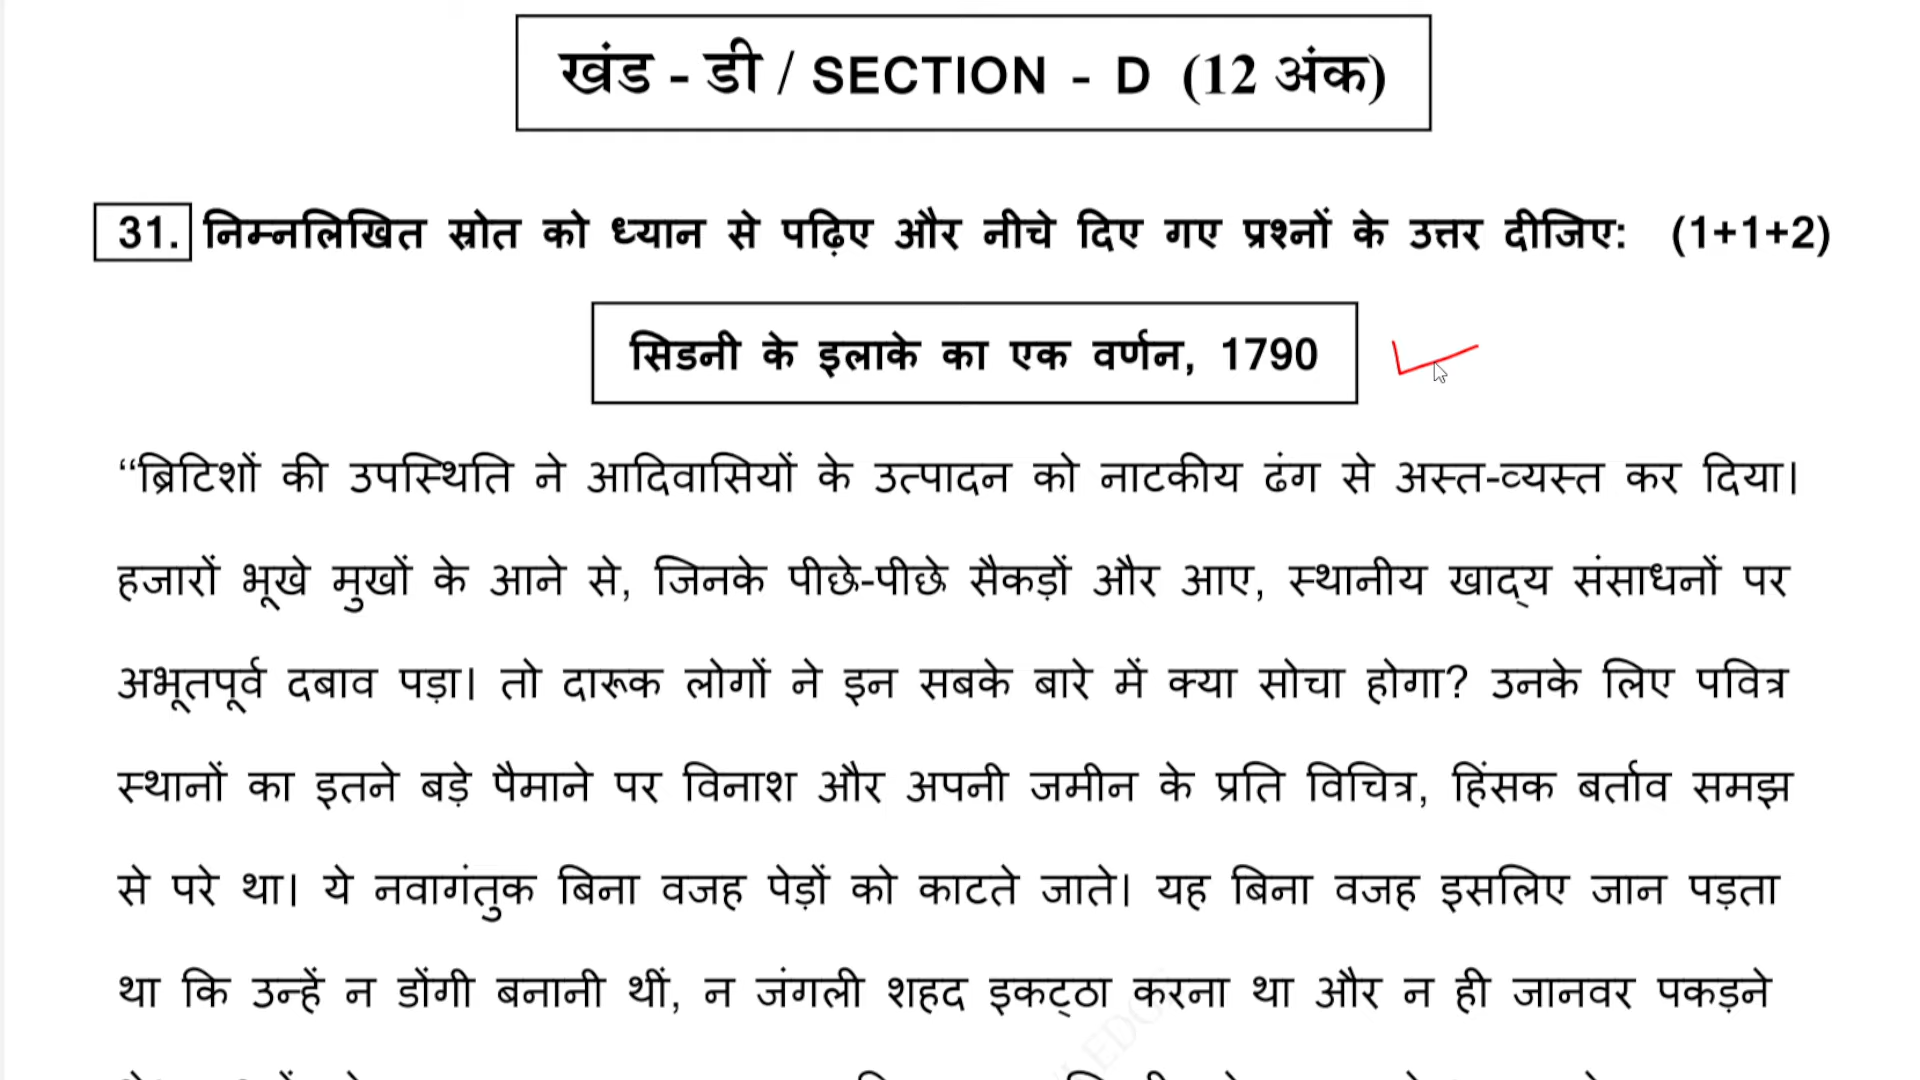 खंड - डी / SECTION - D (12 अंक)
31. निम्नलिखित स्रोत को ध्यान से पढ़िए और नीचे दिए गए प्रश्नों के उत्तर दीजिए: (1+1+2)
सिडनी के इलाके का एक वर्णन, 1790
“ब्रिटिशों की उपस्थिति ने आदिवासियों के उत्पादन को नाटकीय ढंग से अस्त-व्यस्त कर दिया।
हजारों भूखे मुखों के आने से, जिनके पीछे-पीछे सैकड़ों और आए, स्थानीय खाद्‌य संसाधनों पर
अभूतपूर्व दबाव पड़ा। तो दारूक लोगों ने इन सबके बारे में क्या सोचा होगा? उनके लिए पवित्र
स्थानों का इतने बड़े पैमाने पर विनाश और अपनी जमीन के प्रति विचित्र, हिंसक बर्ताव समझ
से परे था। ये नवागंतुक बिना वजह पेड़ों को काटते जाते। यह बिना वजह इसलिए जान पड़ता
था कि उन्हें न डोंगी बनानी थीं, न जंगली शहद इकट्‌ठा करना था और न ही जानवर पकड़ने